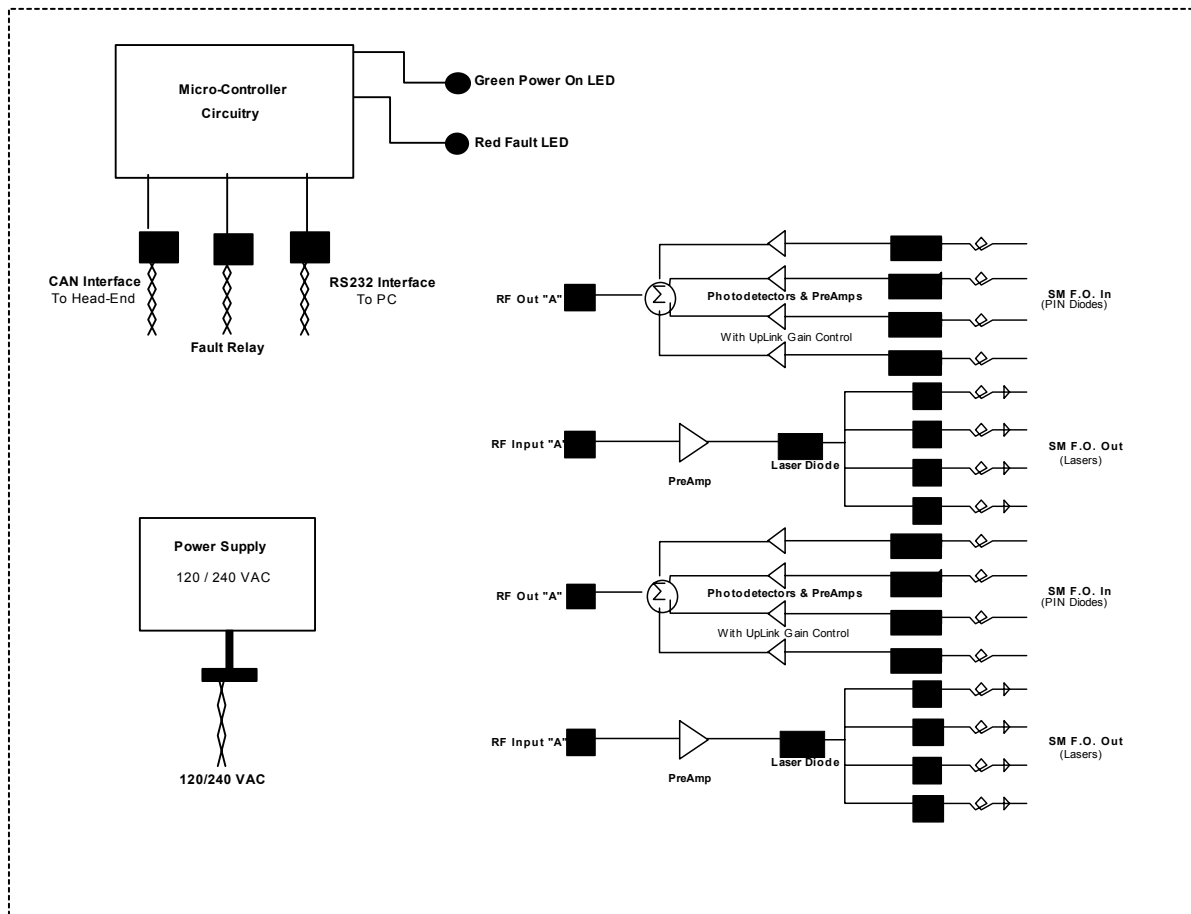 Micro-Controller
Circuitry
Green Power On LED
Red Fault LED
CAN Interface
To Head-End
Fault Relay
RS232 Interface
To PC
Power Supply
120 / 240 VAC
120/240 VAC
RF Out "A"
Σ
Photodetectors & PreAmps
With UpLink Gain Control
SM F.O. In
(PIN Diodes)
RF Input "A"
PreAmp
Laser Diode
SM F.O. Out
(Lasers)
RF Out "A"
Σ
Photodetectors & PreAmps
With UpLink Gain Control
SM F.O. In
(PIN Diodes)
RF Input "A"
PreAmp
Laser Diode
SM F.O. Out
(Lasers)